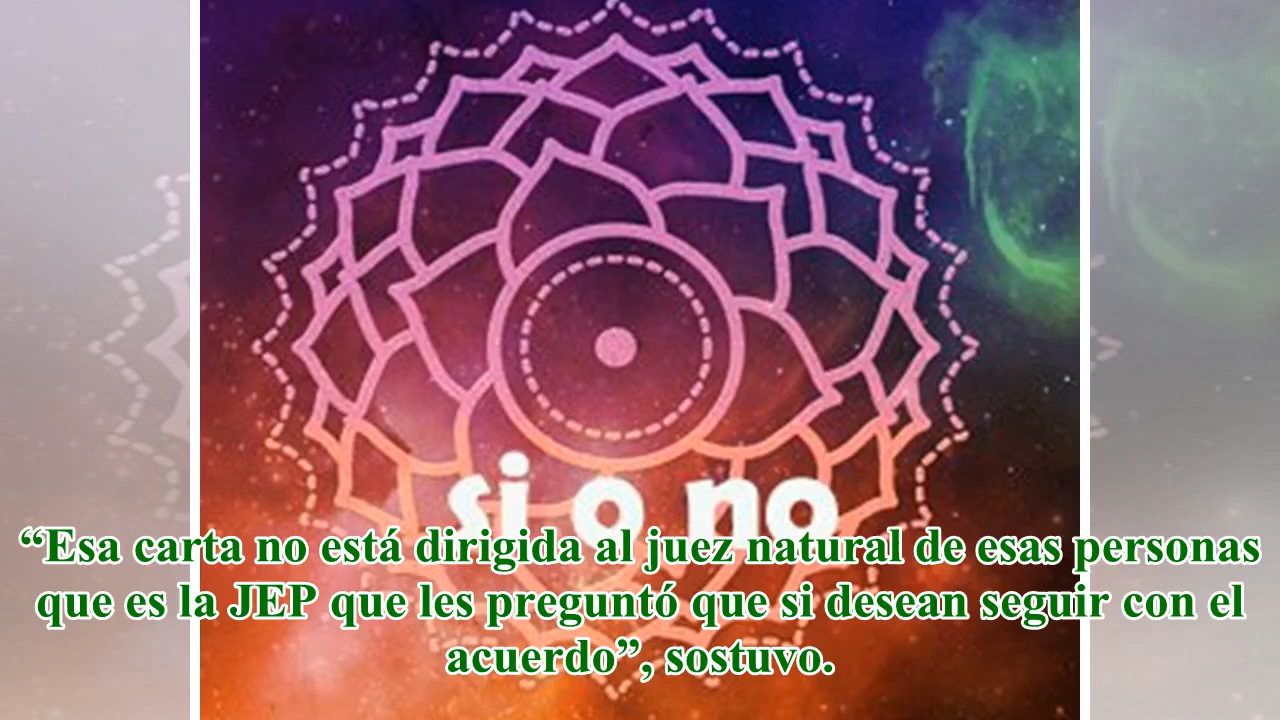 si o no
“Esa carta no está dirigida al juez natural de esas personas
que es la JEP que les preguntó que si desean seguir con el
acuerdo”, sostuvo.